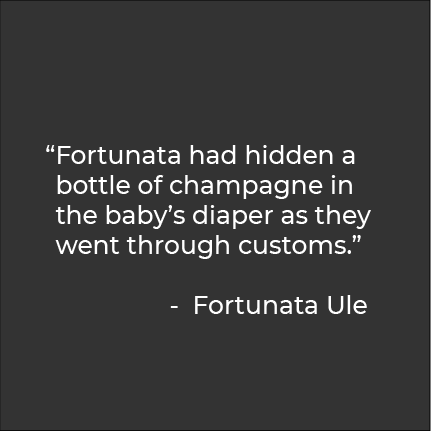 “Fortunata had hidden a
bottle of champagne in
the baby’s diaper as they
went through customs.”
- Fortunata Ule